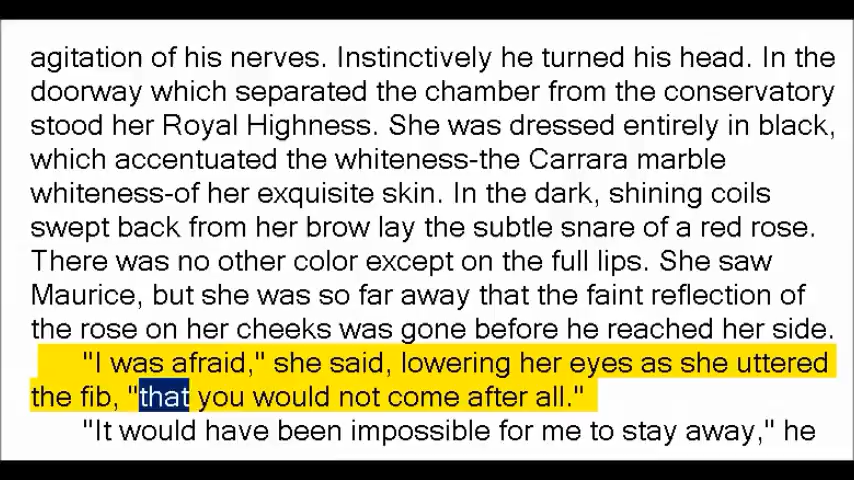 agitation of his nerves. Instinctively he turned his head. In the
doorway which separated the chamber from the conservatory
stood her Royal Highness. She was dressed entirely in black,
which accentuated the whiteness-the Carrara marble
whiteness-of her exquisite skin. In the dark, shining coils
swept back from her brow lay the subtle snare of a red rose.
There was no other color except on the full lips. She saw
Maurice, but she was so far away that the faint reflection of
the rose on her cheeks was gone before he reached her side.
"I was afraid," she said, lowering her eyes as she uttered
the fib, "that you would not come after all."
"It would have been impossible for me to stay away," he